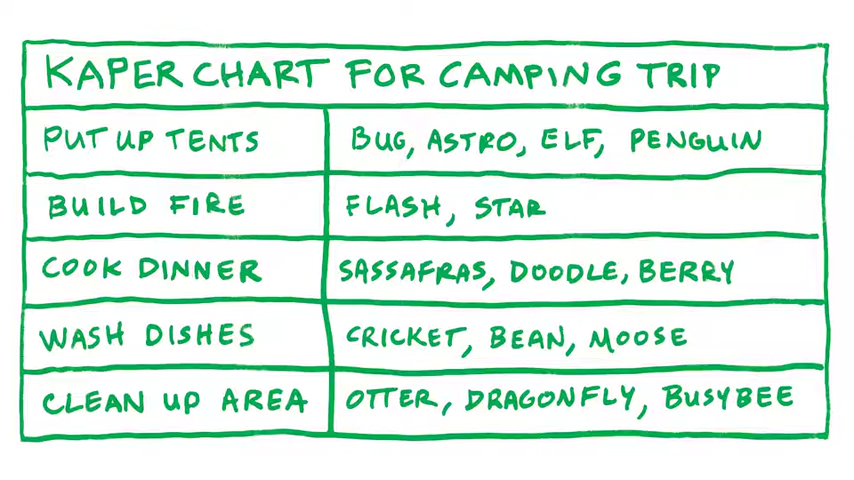 KAPER CHART FOR CAMPING TRIP
PUT UP TENTS BUG, ASTRO, ELF, PENGUIN
BUILD FIRE FLASH, STAR
COOK DINNER SASSAFRAS, DOODLE, BERRY
WASH DISHES CRICKET, BEAN, MOOSE
CLEAN UP AREA OTTER, DRAGONFLY, BUSYBEE